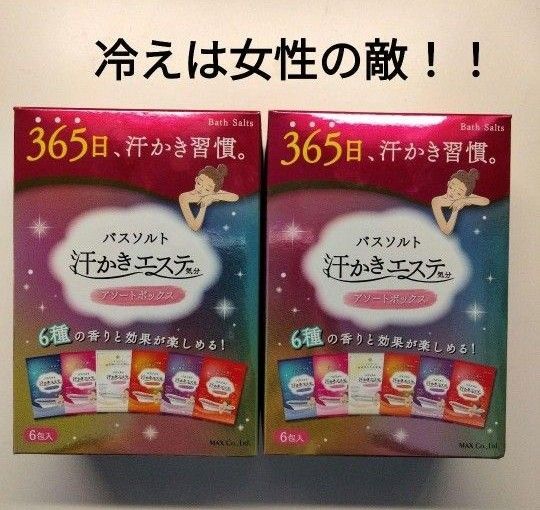 冷えは女性の敵！！
Bath Salts
365日、汗かき習慣。
バスソルト
汗かきエステ気分
アソートボックス
6種の香りと効果が楽しめる!
6包入
MAX Co., Ltd.
Bath Salts
365日、汗かき習慣。
バスソルト
汗かきエステ気分
アソートボックス
6種の香りと効果が楽しめる!
6包入
MAX Co., Ltd.